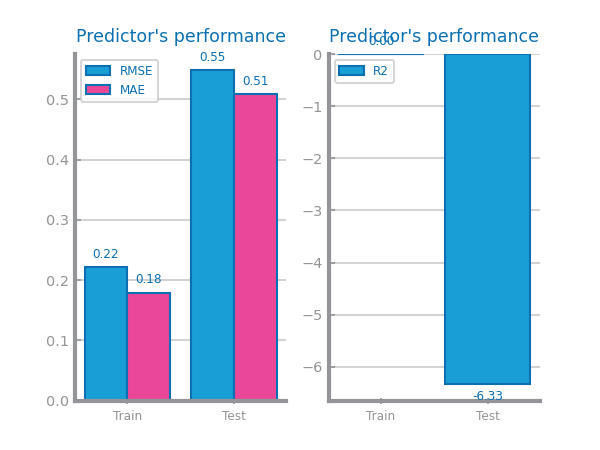 Predictor's performance
RMSE
MAE
0.55
0.51
0.22
0.18
0.5
0.4
0.3
0.2
0.1
0.0
Train
Test
Predictor's performance
0.00
R2
0
−1
−2
−3
−4
−5
−6
-6.33
Train
Test